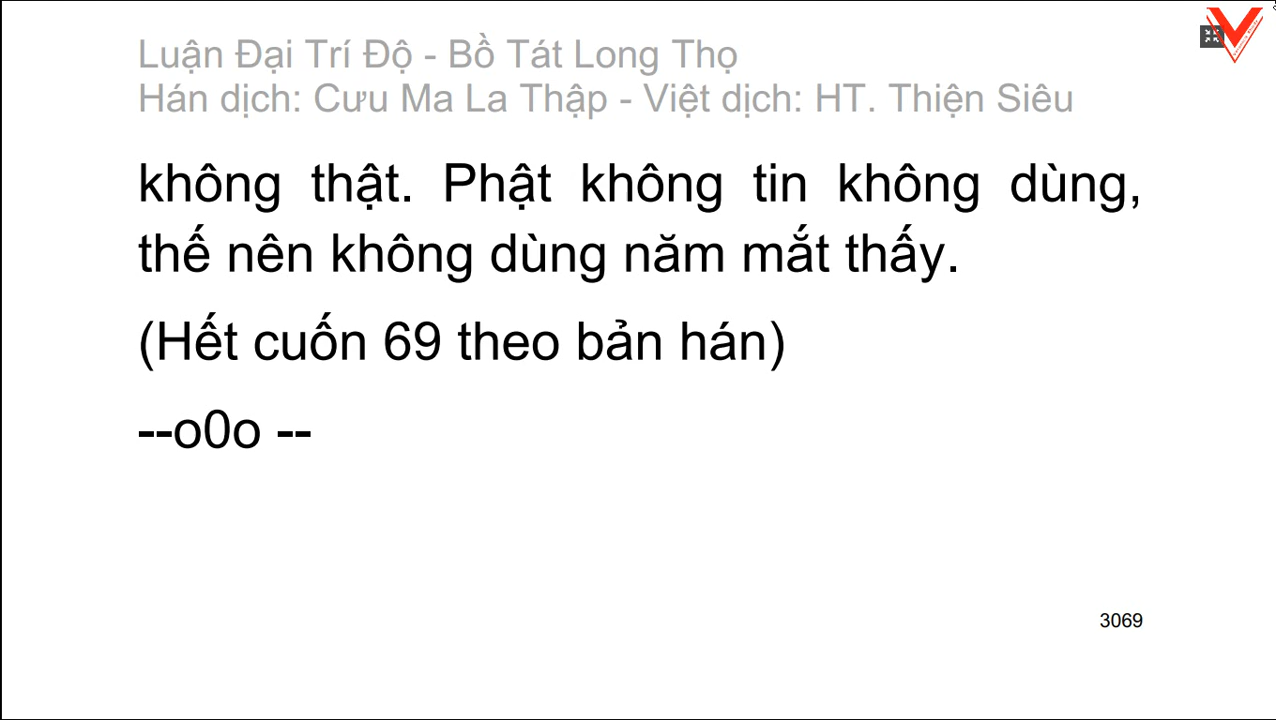 Luận Đại Trí Độ - Bồ Tát Long Thọ
Hán dịch: Cưu Ma La Thập - Việt dịch: HT. Thiện Siêu
không thật. Phật không tin không dùng,
thế nên không dùng năm mắt thấy.
(Hết cuốn 69 theo bản hán)
--o0o --
3069